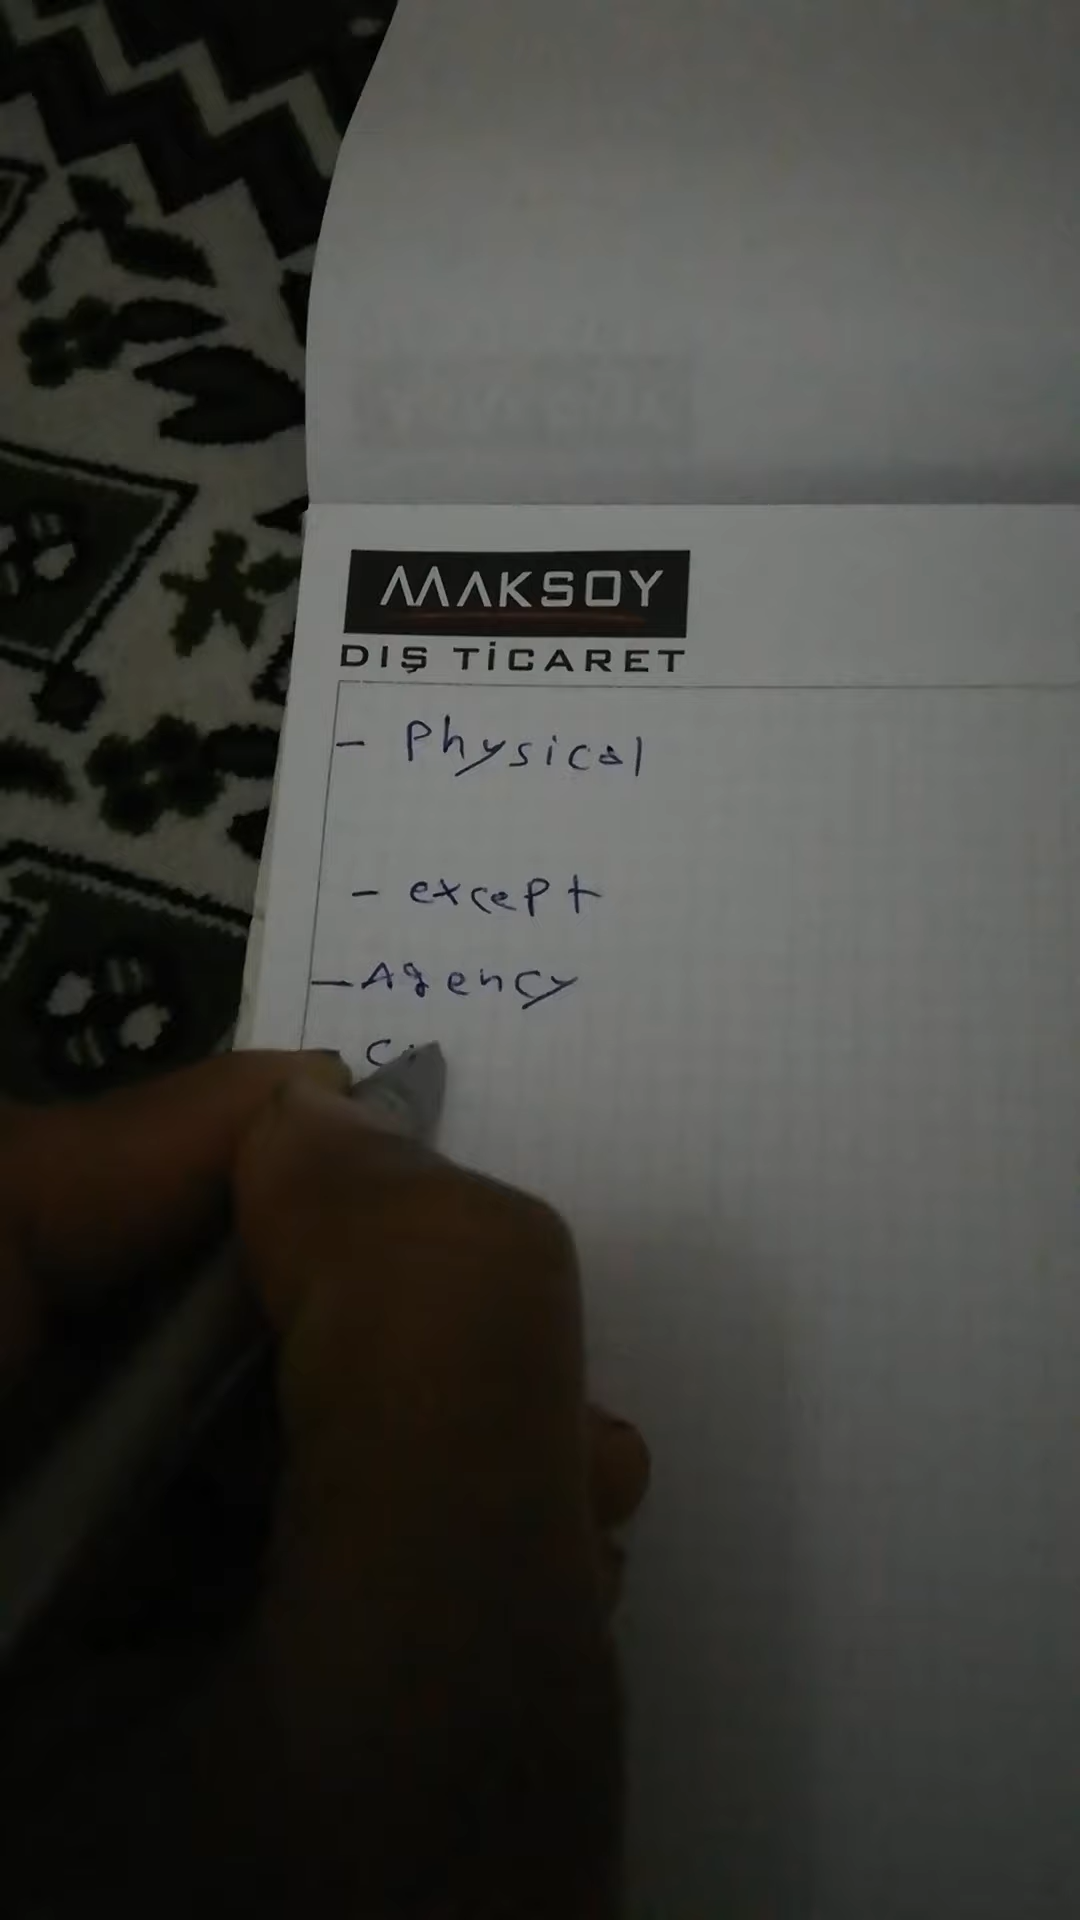 MAKSOY
DIŞ TİCARET
- Physical
- except
- Agency